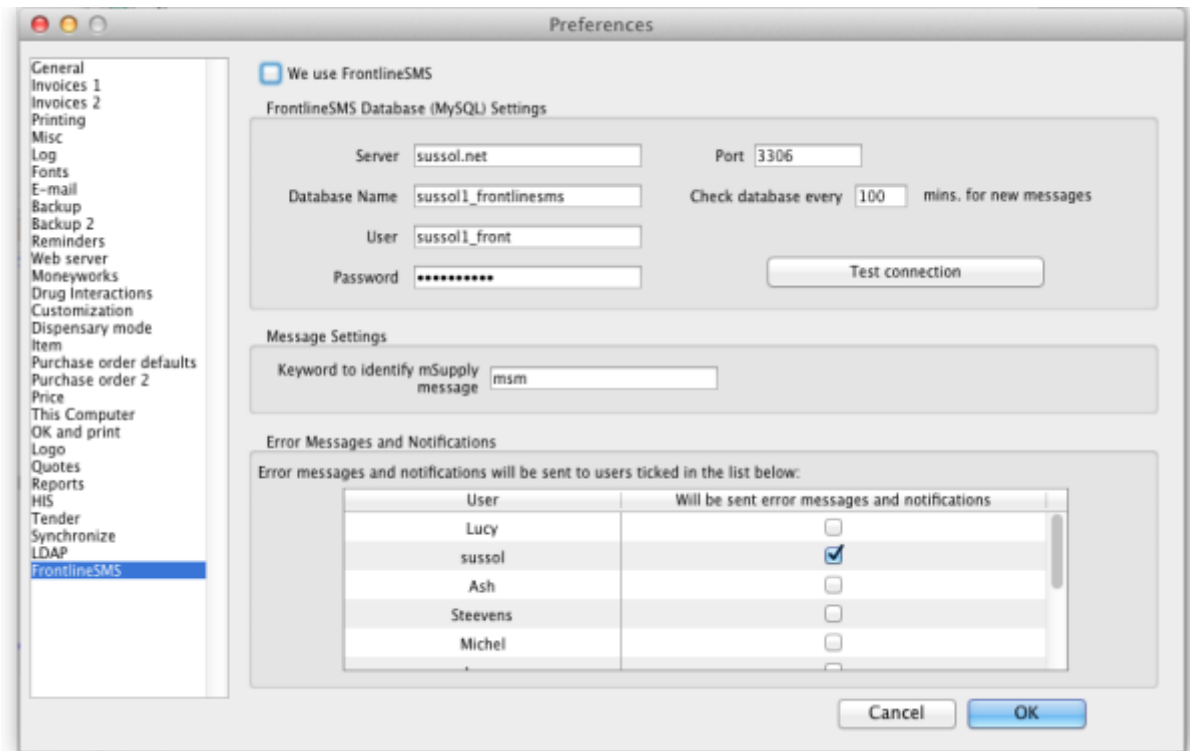 Preferences
General
Invoices 1
Invoices 2
Printing
Misc
Log
Fonts
E-mail
Backup
Backup 2
Reminders
Web server
Moneyworks
Drug Interactions
Customization
Dispensary mode
Item
Purchase order defaults
Purchase order 2
Price
This Computer
OK and print
Logo
Quotes
Reports
HIS
Tender
Synchronize
LDAP
FrontlineSMS
We use FrontlineSMS
FrontlineSMS Database (MySQL) Settings
Server sussol.net Port 3306
Database Name sussol1_frontlinesms Check database every 100 mins. for new messages
User sussol1_front
Password •••••••••• Test connection
Message Settings
Keyword to identify mSupply
message msm
Error Messages and Notifications
Error messages and notifications will be sent to users ticked in the list below:
User Will be sent error messages and notifications
Lucy
sussol
Ash
Steevens
Michel
Cancel OK